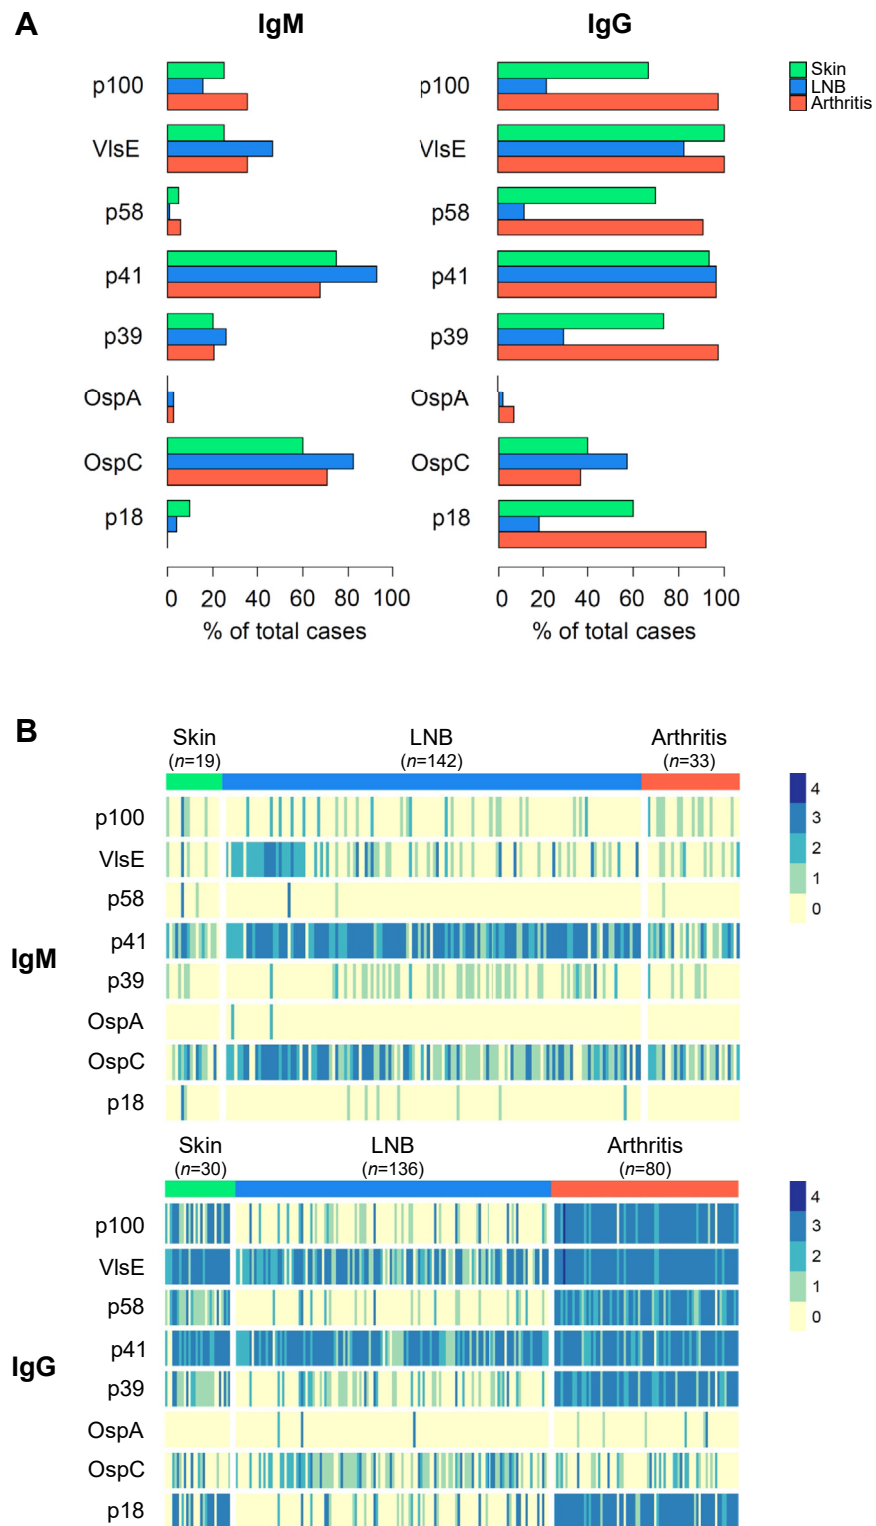 A
IgM
IgG
Skin
LNB
Arthritis
p100
VlsE
p58
p41
p39
OspA
OspC
p18
0 20 40 60 80 100
% of total cases
p100
VlsE
p58
p41
p39
OspA
OspC
p18
0 20 40 60 80 100
% of total cases
B
Skin LNB Arthritis
(n=19) (n=142) (n=33)
IgM
p100
VlsE
p58
p41
p39
OspA
OspC
p18
4
3
2
1
0
Skin LNB Arthritis
(n=30) (n=136) (n=80)
IgG
p100
VlsE
p58
p41
p39
OspA
OspC
p18
4
3
2
1
0